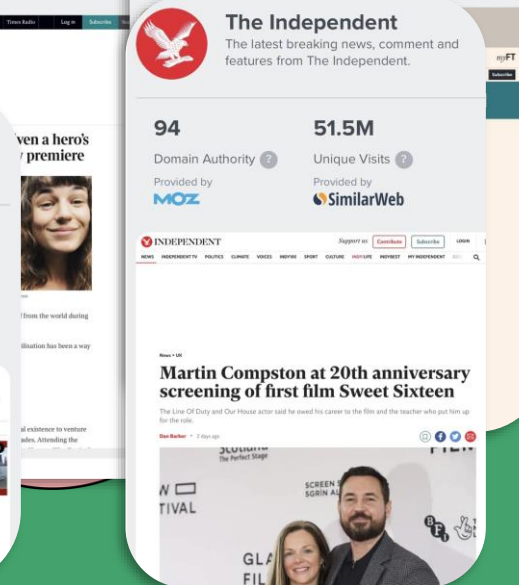 Times Radio
Log in
Subscribe
ven a hero's
premiere
from the world during
ilitation has been a way
al existence to venture
ades. Attending the
The Independent
The latest breaking news, comment and
features from The Independent.
94
51.5M
Domain Authority ?
Unique Visits ?
Provided by
Provided by
MOZ
SimilarWeb
INDEPENDENT
Support us
Contribute
Subscribe
LOGIN
NEWS INDEPENDENT TV POLITICS CLIMATE VOICES INDY100 SPORT CULTURE INDY/LIFE INDYBEST MY INDEPENDENT
News > UK
Martin Compston at 20th anniversary
screening of first film Sweet Sixteen
The Line Of Duty and Our House actor said he owed his career to the film and the teacher who put him up
for the role.
Dan Barker • 2 days ago
SCOTLAND
The Perfect Stage
FILM
TIVAL
SCREEN S
SGRÌN AL
BFI
GLA
FIL
myFT
Subscribe